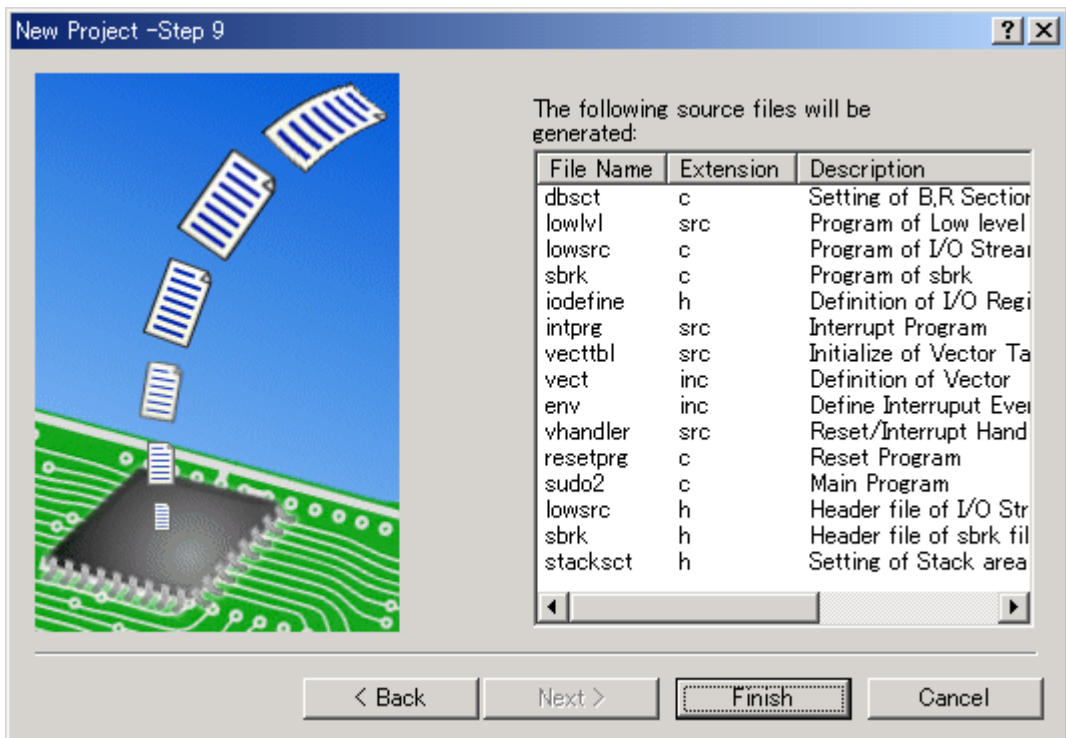 New Project -Step 9
The following source files will be
generated:
File Name Extension Description
dbsct c Setting of B,R Section
lowlvl src Program of Low level
lowsrc c Program of I/O Strea
sbrk c Program of sbrk
iodefine h Definition of I/O Regi
intprg src Interrupt Program
vecttbl src Initialize of Vector Ta
vect inc Definition of Vector
env inc Define Interruput Eve
vhandler src Reset/Interrupt Hand
resetprg c Reset Program
sudo2 c Main Program
lowsrc h Header file of I/O Str
sbrk h Header file of sbrk fil
stacksct h Setting of Stack area
< Back Next > Finish Cancel